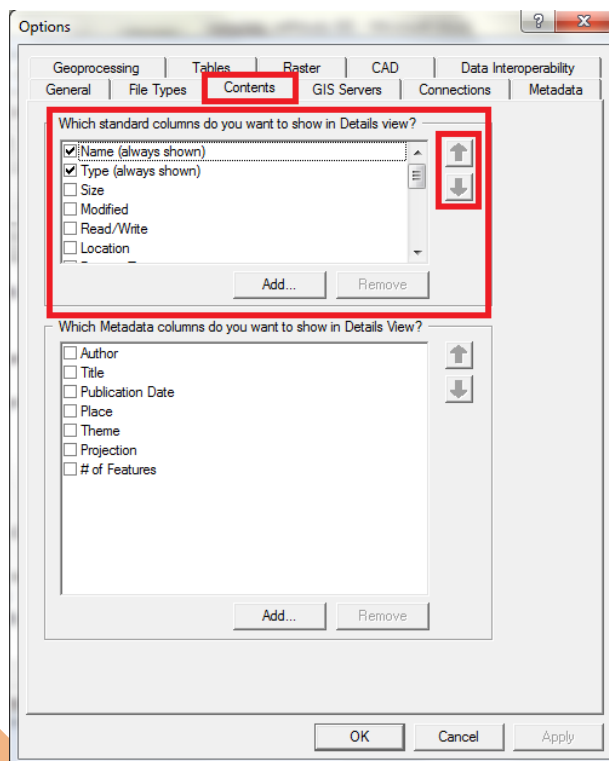 Options
Geoprocessing Tables Raster CAD Data Interoperability
General File Types Contents GIS Servers Connections Metadata
Which standard columns do you want to show in Details view?
Name (always shown)
Type (always shown)
Size
Modified
Read/Write
Location
Add... Remove
Which Metadata columns do you want to show in Details View?
Author
Title
Publication Date
Place
Theme
Projection
# of Features
Add... Remove
OK Cancel Apply